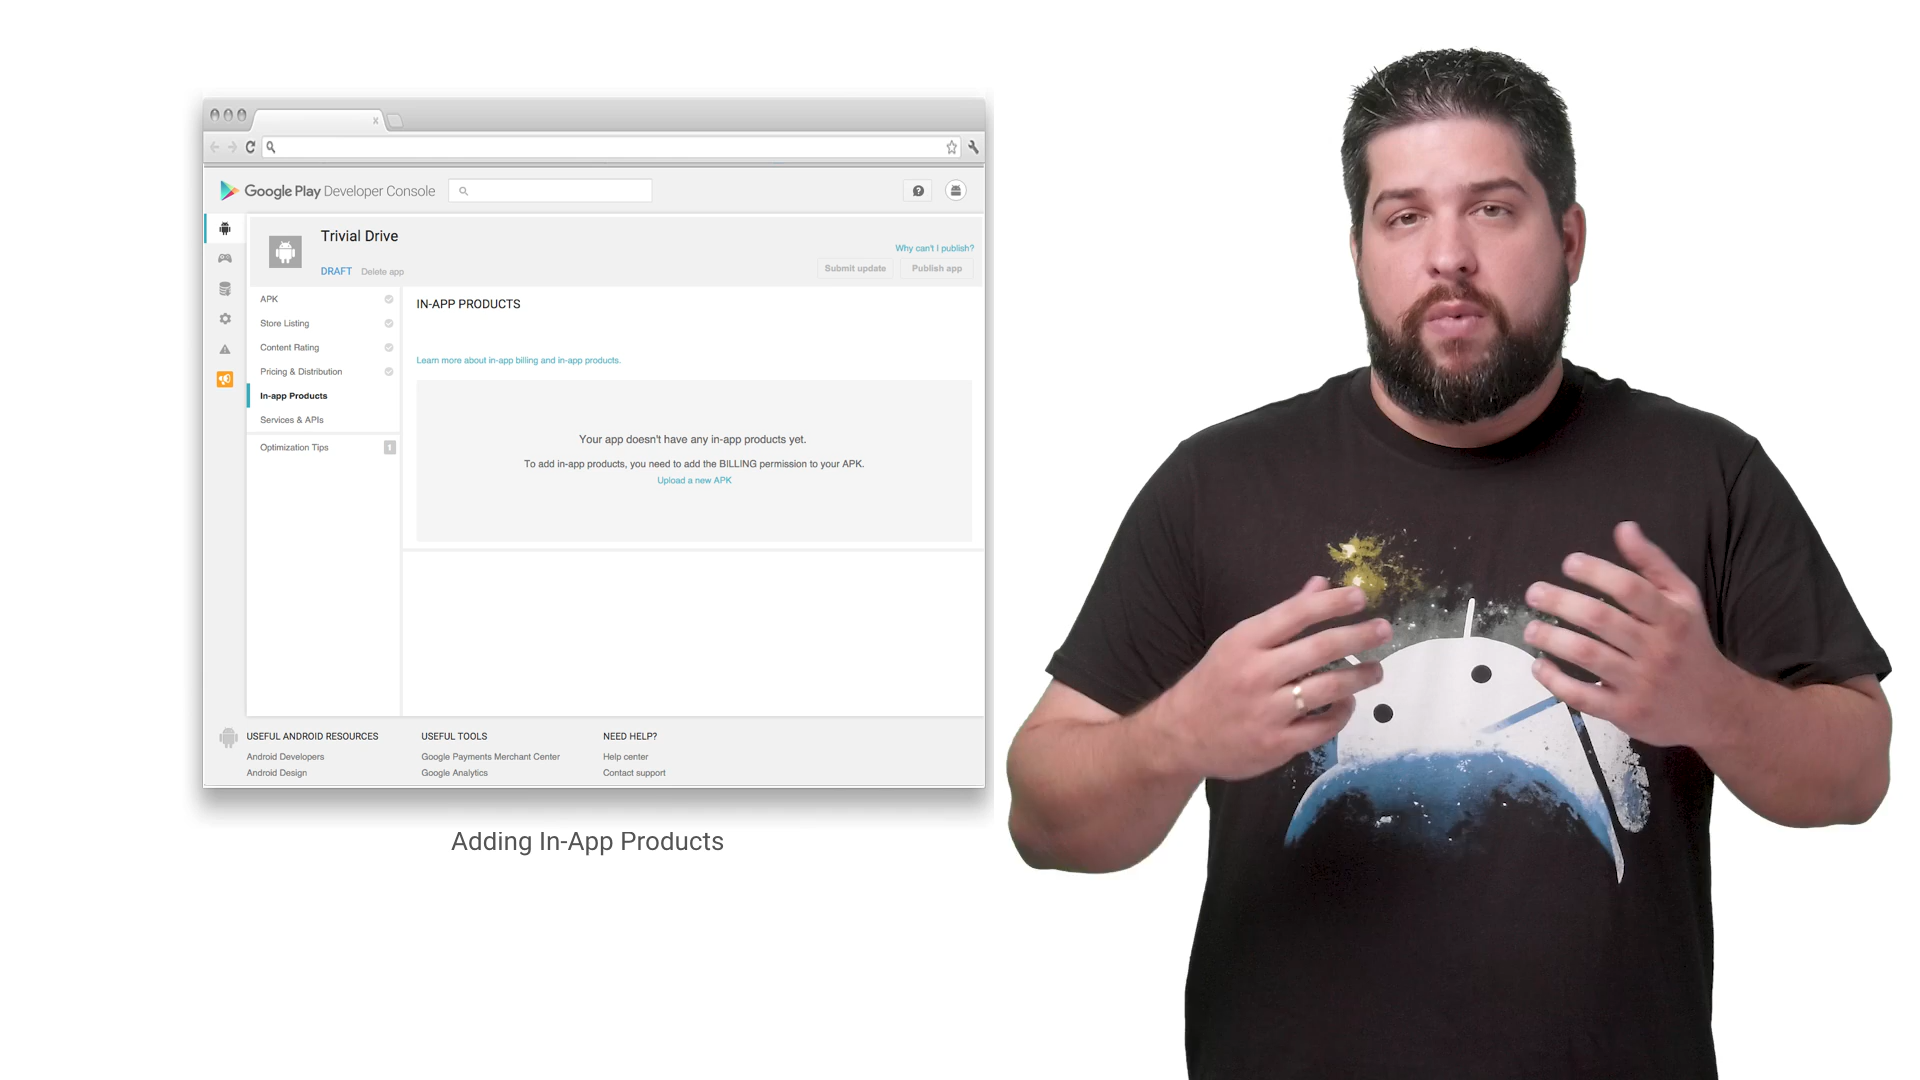 Google Play Developer Console
Trivial Drive
Why can't I publish?
DRAFT Delete app
Submit update Publish app
APK
Store Listing
Content Rating
Pricing & Distribution
In-app Products
Services & APIs
Optimization Tips 1
IN-APP PRODUCTS
Learn more about in-app billing and in-app products.
Your app doesn't have any in-app products yet.
To add in-app products, you need to add the BILLING permission to your APK.
Upload a new APK
USEFUL ANDROID RESOURCES
Android Developers
Android Design
USEFUL TOOLS
Google Payments Merchant Center
Google Analytics
NEED HELP?
Help center
Contact support
Adding In-App Products